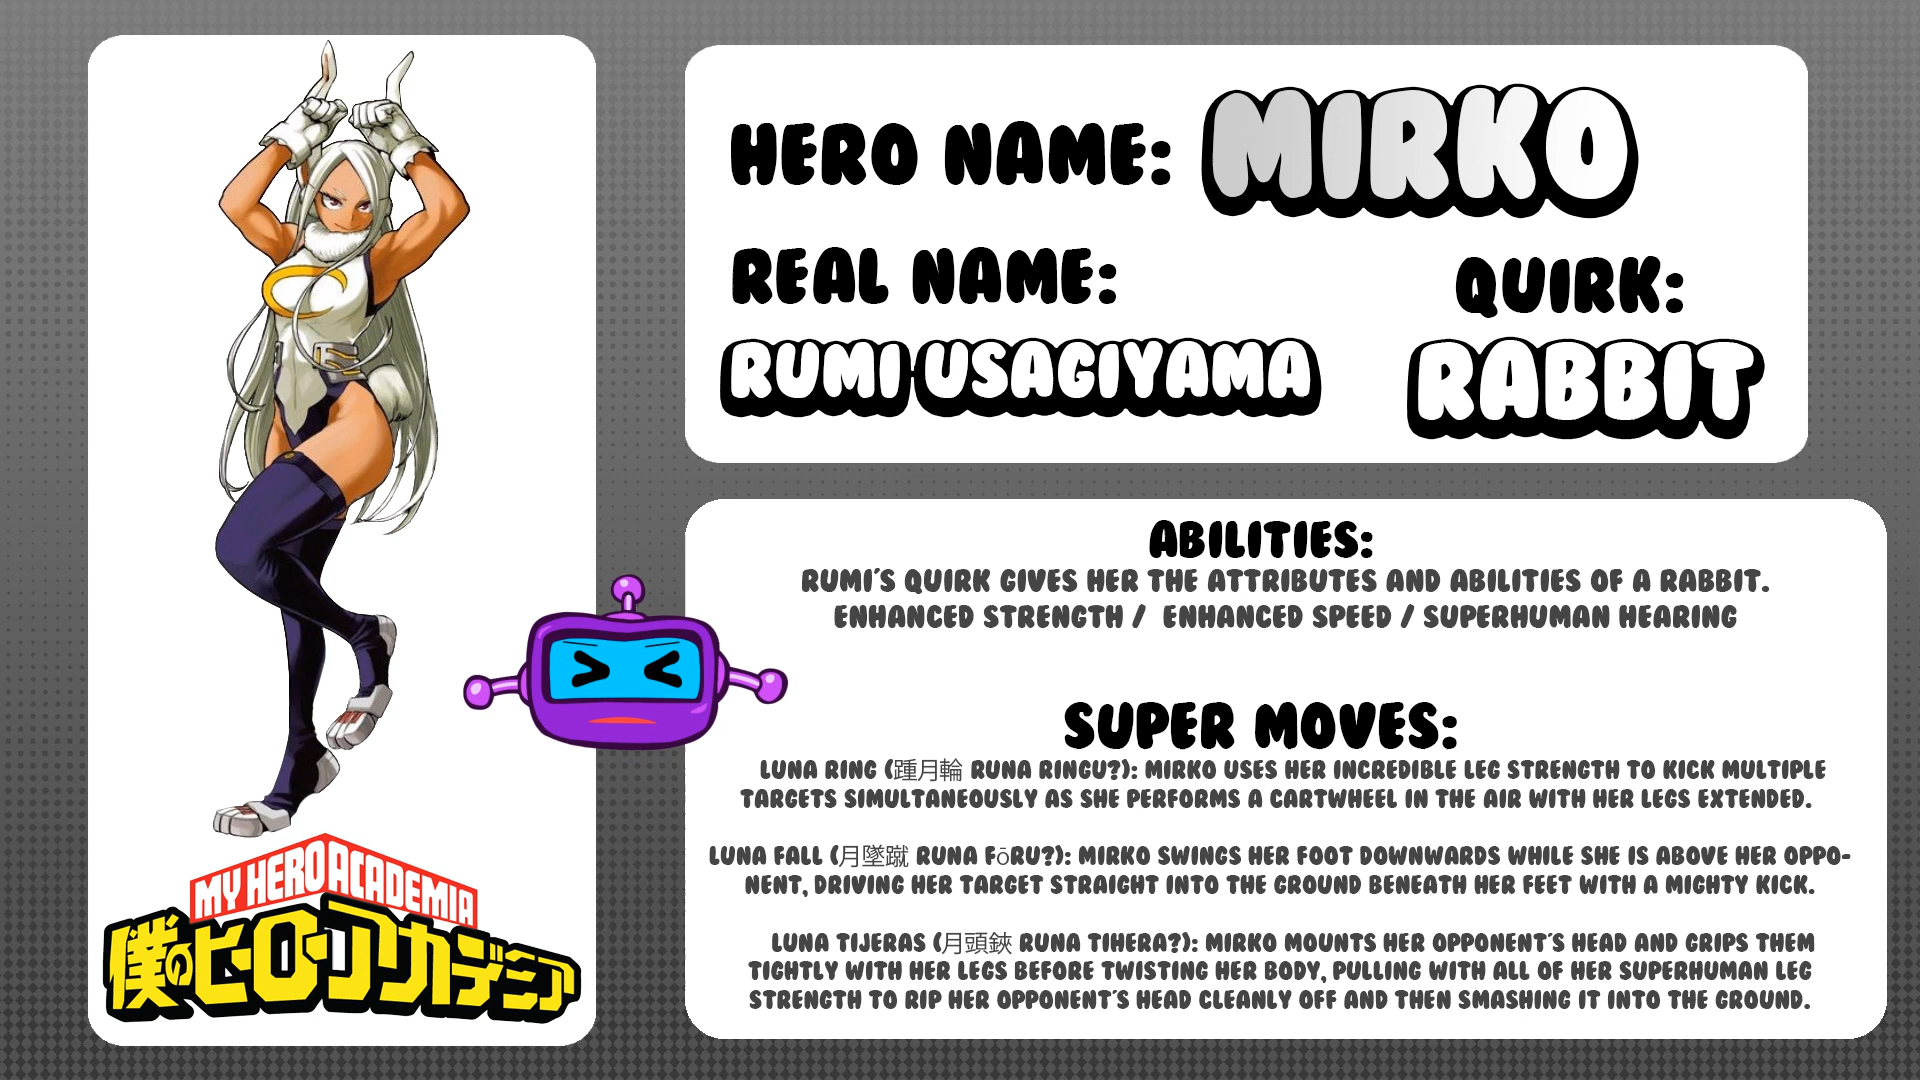 HERO NAME: MIRKO
REAL NAME:
RUMI USAGIYAMA
QUIRK:
RABBIT
ABILITIES:
RUMI'S QUIRK GIVES HER THE ATTRIBUTES AND ABILITIES OF A RABBIT.
ENHANCED STRENGTH / ENHANCED SPEED / SUPERHUMAN HEARING
SUPER MOVES:
LUNA RING (踵月輪 RUNA RINGU?): MIRKO USES HER INCREDIBLE LEG STRENGTH TO KICK MULTIPLE
TARGETS SIMULTANEOUSLY AS SHE PERFORMS A CARTWHEEL IN THE AIR WITH HER LEGS EXTENDED.
LUNA FALL (月墜蹴 RUNA FōRU?): MIRKO SWINGS HER FOOT DOWNWARDS WHILE SHE IS ABOVE HER OPPO-
NENT, DRIVING HER TARGET STRAIGHT INTO THE GROUND BENEATH HER FEET WITH A MIGHTY KICK.
LUNA TIJERAS (月頭鋏 RUNA TIHERA?): MIRKO MOUNTS HER OPPONENT'S HEAD AND GRIPS THEM
TIGHTLY WITH HER LEGS BEFORE TWISTING HER BODY, PULLING WITH ALL OF HER SUPERHUMAN LEG
STRENGTH TO RIP HER OPPONENT'S HEAD CLEANLY OFF AND THEN SMASHING IT INTO THE GROUND.
MY HERO ACADEMIA
僕のヒーローアカデミア